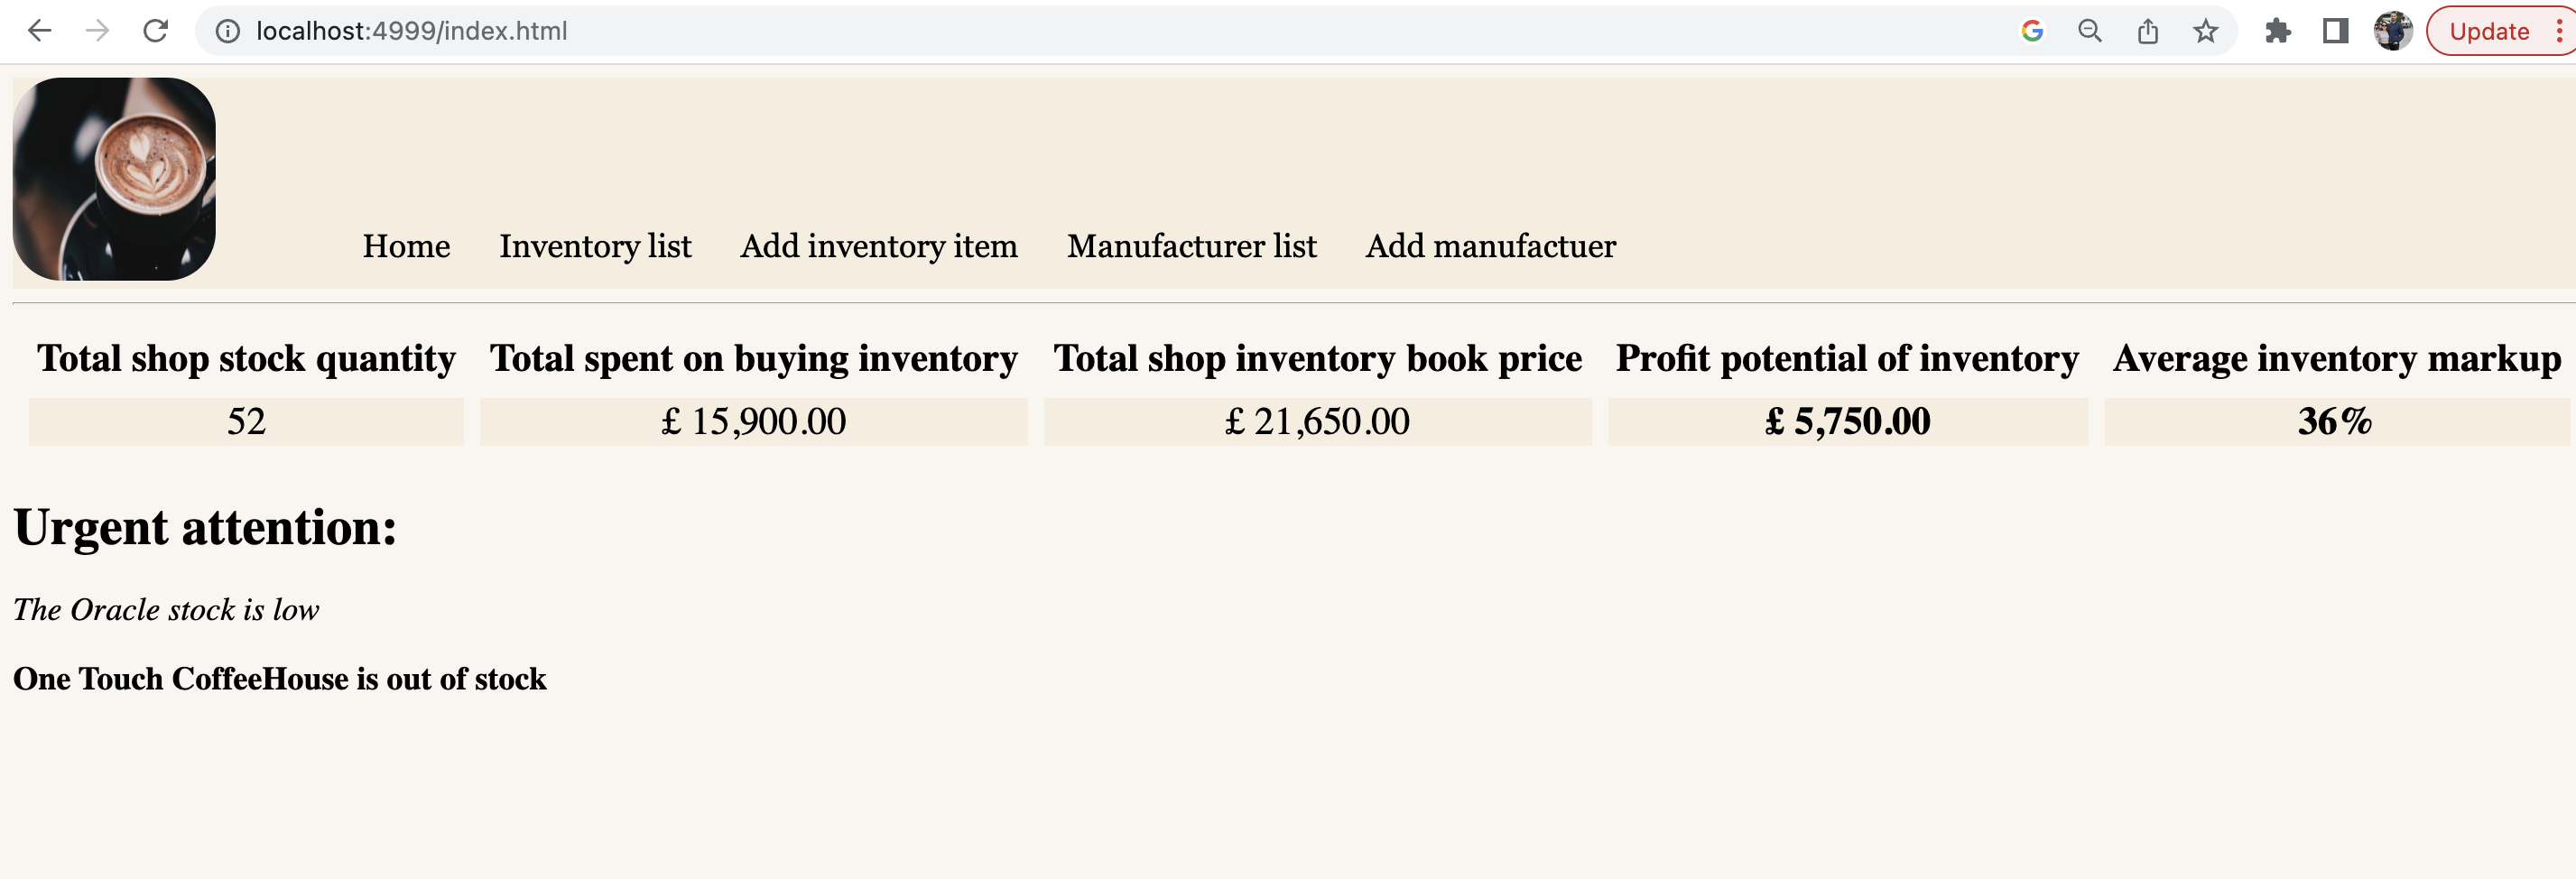 localhost:4999/index.html
Update
Home Inventory list Add inventory item Manufacturer list Add manufactuer
Total shop stock quantity Total spent on buying inventory Total shop inventory book price Profit potential of inventory Average inventory markup
52 £ 15,900.00 £ 21,650.00 £ 5,750.00 36%
Urgent attention:
The Oracle stock is low
One Touch CoffeeHouse is out of stock